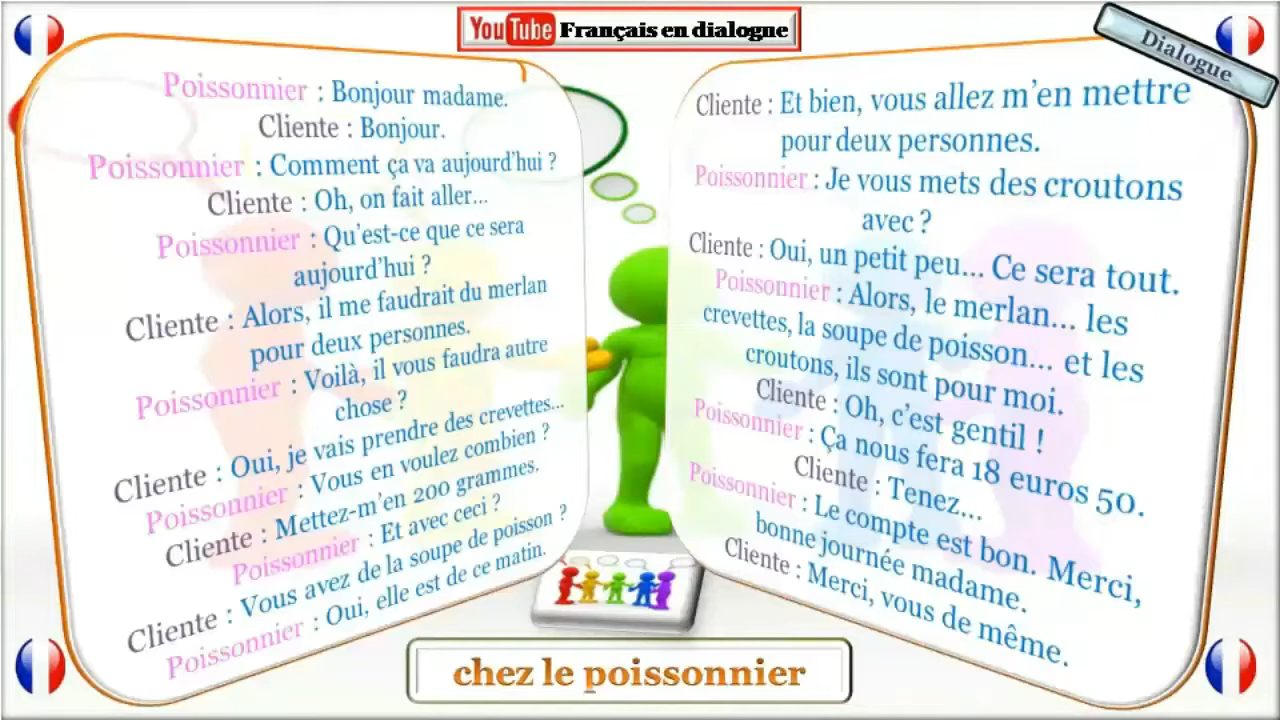 YouTube Français en dialogue
Dialogue
Poissonnier : Bonjour madame.
Cliente : Bonjour.
Poissonnier : Comment ça va aujourd'hui ?
Cliente : Oh, on fait aller...
Poissonnier : Qu'est-ce que ce sera
aujourd'hui ?
Cliente : Alors, il me faudrait du merlan
pour deux personnes.
Poissonnier : Voilà, il vous faudra autre
chose ?
Cliente : Oui, je vais prendre des crevettes...
Poissonnier : Vous en voulez combien ?
Cliente : Mettez-m'en 200 grammes.
Poissonnier : Et avec ceci ?
Cliente : Vous avez de la soupe de poisson ?
Poissonnier : Oui, elle est de ce matin.
Cliente : Et bien, vous allez m'en mettre
pour deux personnes.
Poissonnier : Je vous mets des croutons
avec ?
Cliente : Oui, un petit peu... Ce sera tout.
Poissonnier : Alors, le merlan... les
crevettes, la soupe de poisson... et les
croutons, ils sont pour moi.
Cliente : Oh, c'est gentil !
Poissonnier : Ça nous fera 18 euros 50.
Cliente : Tenez...
Poissonnier : Le compte est bon. Merci,
bonne journée madame.
Cliente : Merci, vous de même.
chez le poissonnier